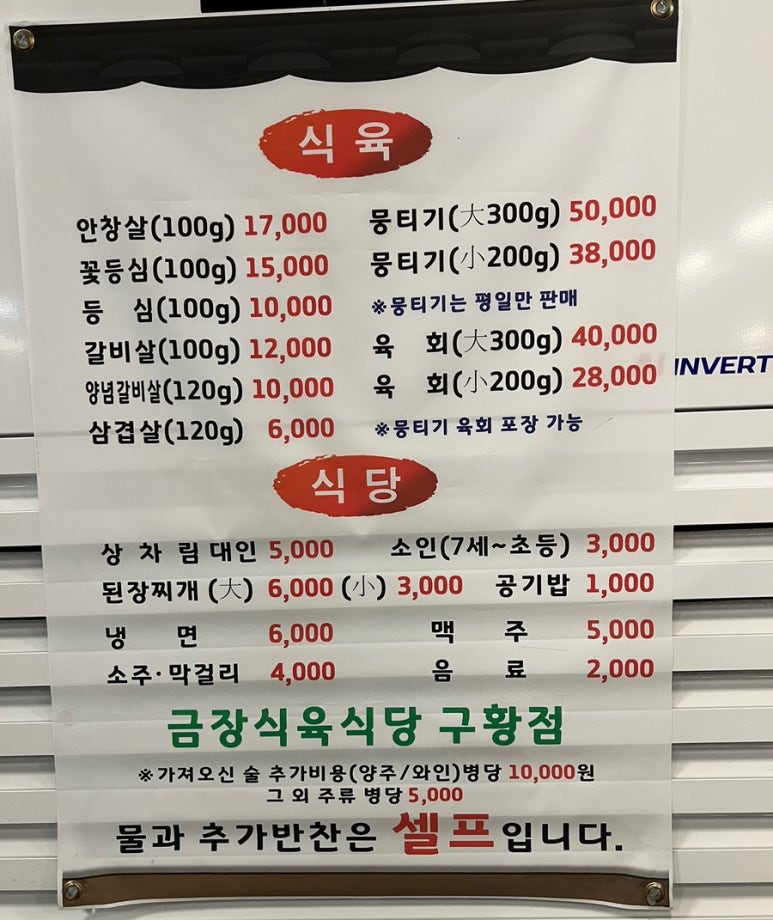 식육
안창살(100g) 17,000 뭉티기(大300g) 50,000
꽃등심(100g) 15,000 뭉티기(小200g) 38,000
등 심(100g) 10,000 ※뭉티기는 평일만 판매
갈비살(100g) 12,000 육 회(大300g) 40,000
양념갈비살(120g) 10,000 육 회(小200g) 28,000
삼겹살(120g) 6,000 ※뭉티기 육회 포장 가능
INVERT
식당
상 차 림 대인 5,000 소인(7세~초등) 3,000
된장찌개 (大) 6,000 (小) 3,000 공기밥 1,000
냉 면 6,000 맥 주 5,000
소주·막걸리 4,000 음 료 2,000
금장식육식당 구황점
※가져오신 술 추가비용(양주/와인)병당 10,000원
그 외 주류 병당 5,000
물과 추가반찬은 셀프입니다.